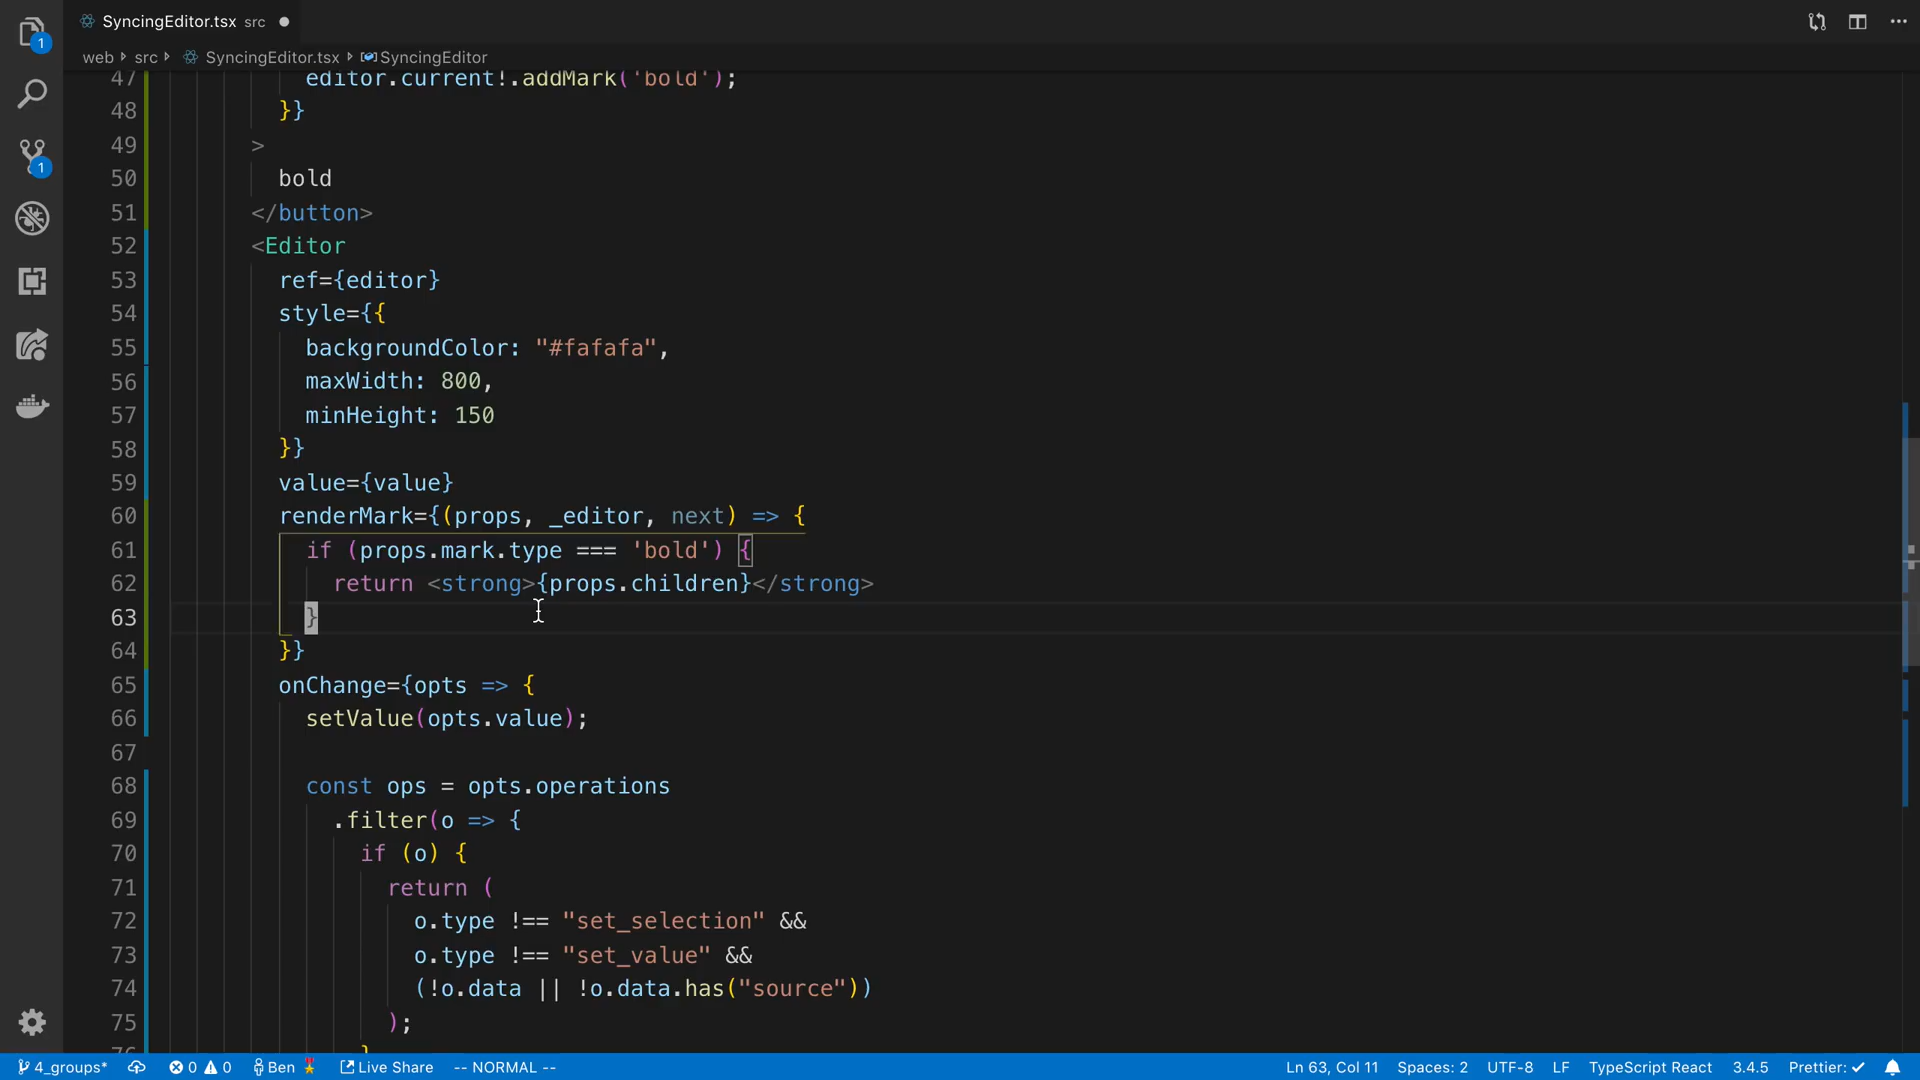 SyncingEditor.tsx src
web src SyncingEditor.tsx SyncingEditor
1
1
47 editor.current!.addMark('bold');
48 }}
49 >
50 bold
51 </button>
52 <Editor
53 ref={editor}
54 style={{
55 backgroundColor: "#fafafa",
56 maxWidth: 800,
57 minHeight: 150
58 }}
59 value={value}
60 renderMark={(props, _editor, next) => {
61 if (props.mark.type === 'bold') {
62 return <strong>{props.children}</strong>
63 }
64 }}
65 onChange={opts => {
66 setValue(opts.value);
67
68 const ops = opts.operations
69 .filter(o => {
70 if (o) {
71 return (
72 o.type !== "set_selection" &&
73 o.type !== "set_value" &&
74 (!o.data || !o.data.has("source"))
75 );
76 }
4_groups* 0 0 Ben Live Share -- NORMAL -- Ln 63, Col 11 Spaces: 2 UTF-8 LF TypeScript React 3.4.5 Prettier: ✓